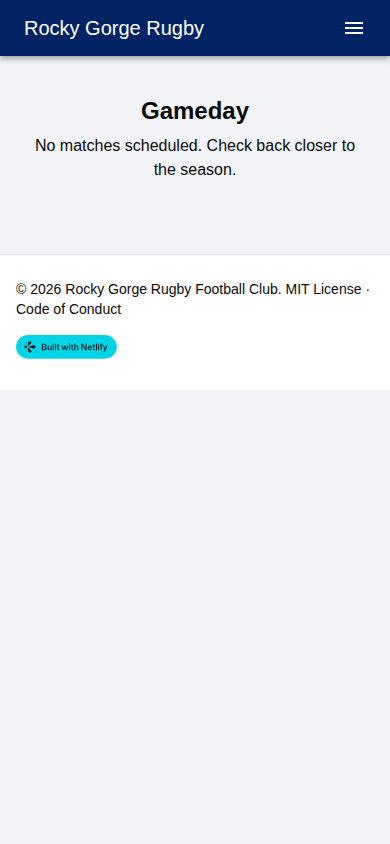 Rocky Gorge Rugby
Gameday
No matches scheduled. Check back closer to
the season.
© 2026 Rocky Gorge Rugby Football Club. MIT License ·
Code of Conduct
Built with Netlify